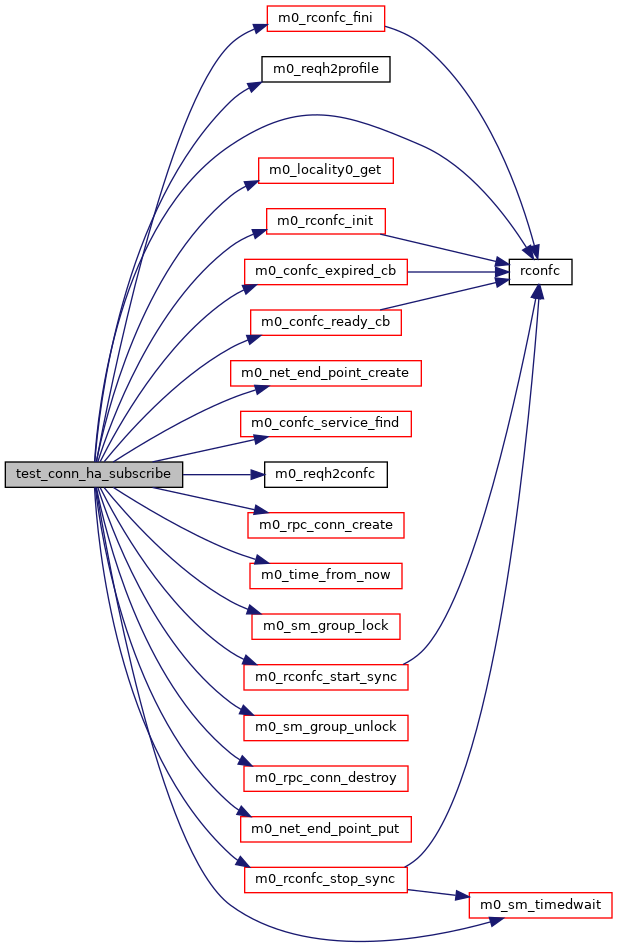 m0_rconfc_fini
m0_reqh2profile
m0_locality0_get
m0_rconfc_init
m0_confc_expired_cb
rconfc
m0_confc_ready_cb
m0_net_end_point_create
m0_confc_service_find
test_conn_ha_subscribe
m0_reqh2confc
m0_rpc_conn_create
m0_time_from_now
m0_sm_group_lock
m0_rconfc_start_sync
m0_sm_group_unlock
m0_rpc_conn_destroy
m0_net_end_point_put
m0_rconfc_stop_sync
m0_sm_timedwait